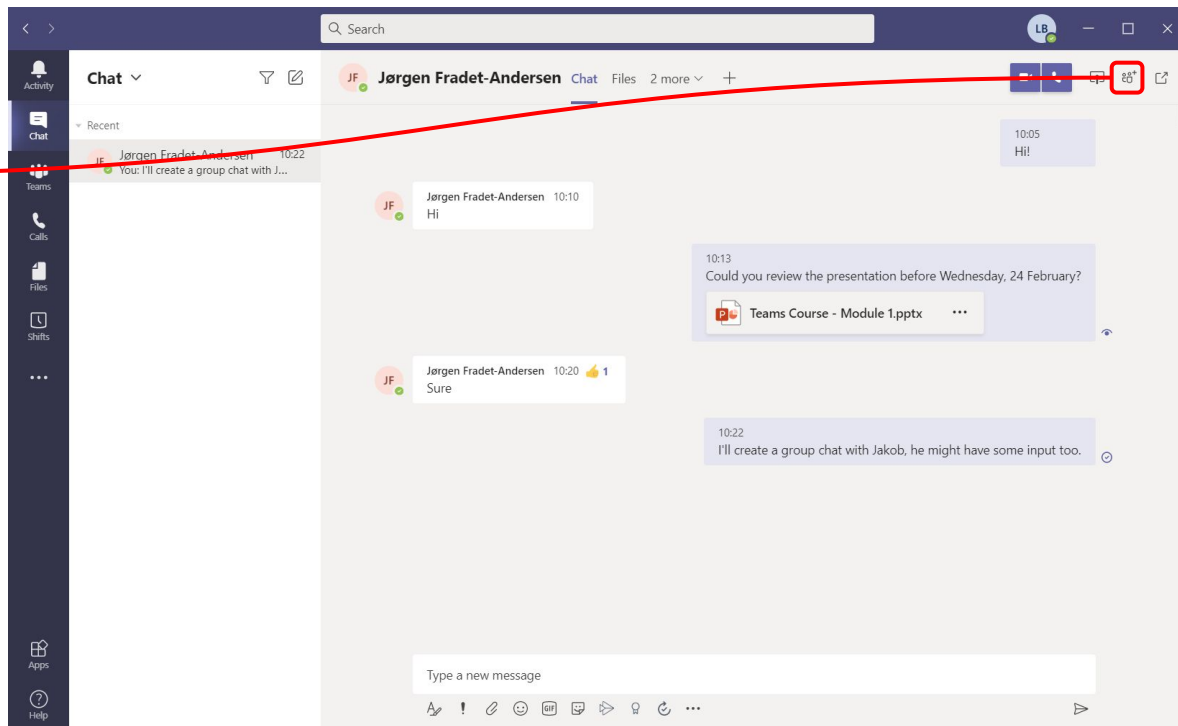 Search
LB
Activity
Chat
Teams
Calls
Files
Shifts
Apps
Help
Chat
Recent
JF
Jørgen Fradet-Andersen 10:22
You: I'll create a group chat with J...
JF Jørgen Fradet-Andersen Chat Files 2 more
10:05
Hi!
JF
Jørgen Fradet-Andersen 10:10
Hi
10:13
Could you review the presentation before Wednesday, 24 February?
P Teams Course - Module 1.pptx
JF
Jørgen Fradet-Andersen 10:20 👍 1
Sure
10:22
I'll create a group chat with Jakob, he might have some input too.
Type a new message
GIF